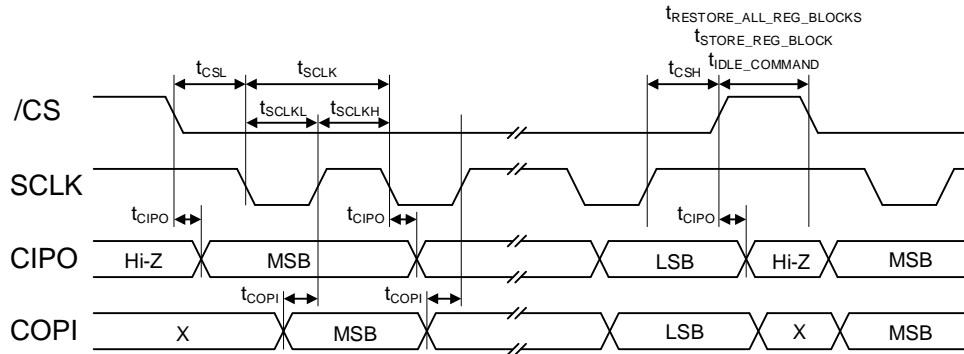 tRESTORE_ALL_REG_BLOCKS
tSTORE_REG_BLOCK
tCSL tSCLK tCSH tIDLE_COMMAND
/CS tSCLKL tSCLKH
SCLK
tCIPO tCIPO tCIPO
CIPO Hi-Z MSB LSB Hi-Z MSB
tCOPI tCOPI
COPI X MSB LSB X MSB